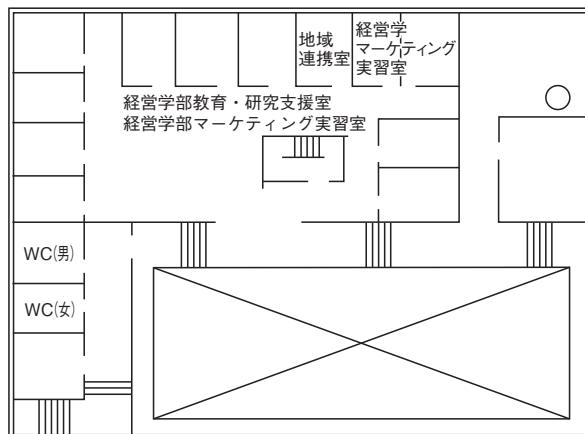 地域
連携室
経営学
マーケティング
実習室
経営学部教育・研究支援室
経営学部マーケティング実習室
WC(男)
WC(女)